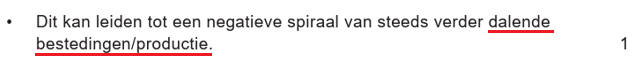 • Dit kan leiden tot een negatieve spiraal van steeds verder dalende
bestedingen/productie. 1